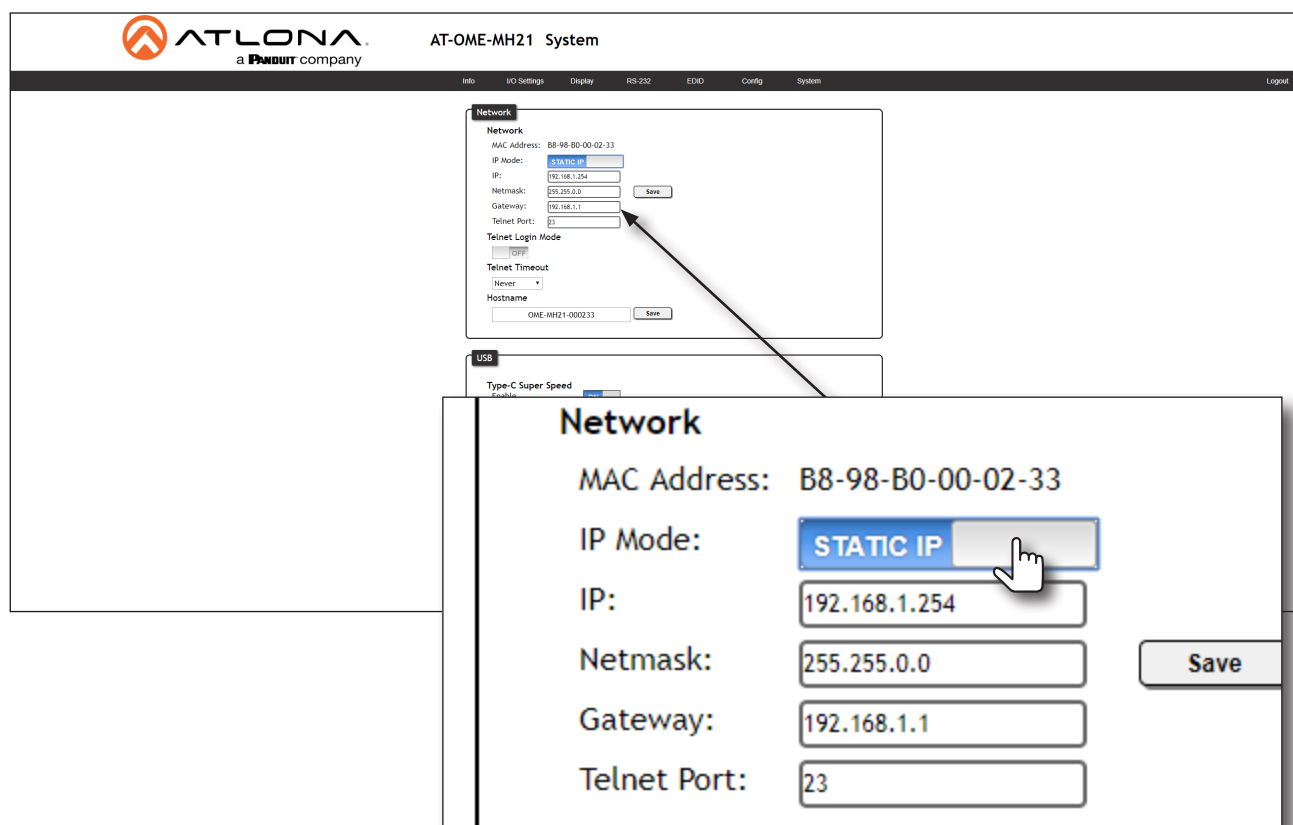 ATLONA.
a PANDUIT company
AT-OME-MH21 System
Info I/O Settings Display RS-232 EDID Config System Logout
Network
Network
MAC Address: B8-98-B0-00-02-33
IP Mode: STATIC IP
IP: 192.168.1.254
Netmask: 255.255.0.0 Save
Gateway: 192.168.1.1
Telnet Port: 23
Telnet Login Mode
OFF
Telnet Timeout
Never
Hostname
OME-MH21-000233 Save
USB
Type-C Super Speed
Enable ON
Network
MAC Address: B8-98-B0-00-02-33
IP Mode: STATIC IP
IP: 192.168.1.254
Netmask: 255.255.0.0 Save
Gateway: 192.168.1.1
Telnet Port: 23